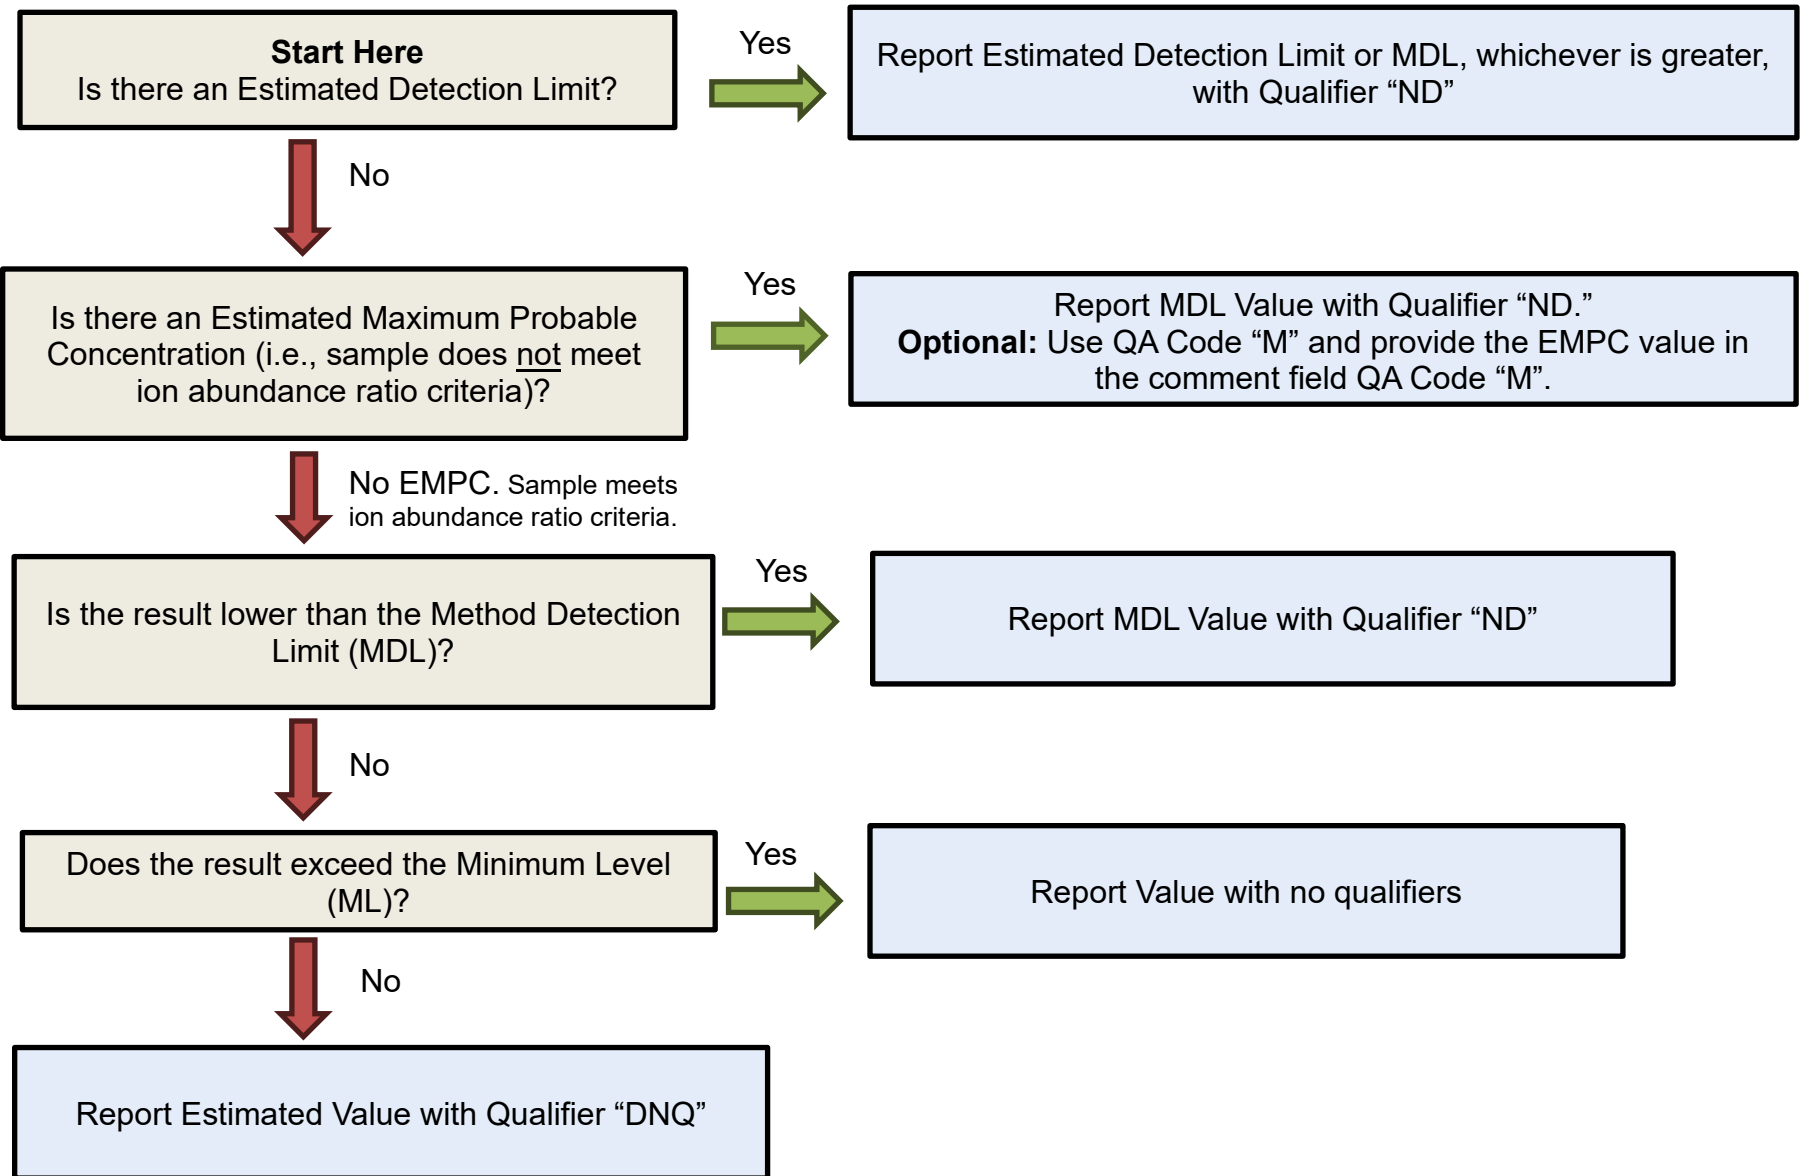 Start Here
Is there an Estimated Detection Limit?
Yes
Report Estimated Detection Limit or MDL, whichever is greater,
with Qualifier “ND”
No
Is there an Estimated Maximum Probable
Concentration (i.e., sample does not meet
ion abundance ratio criteria)?
Yes
Report MDL Value with Qualifier “ND.”
Optional: Use QA Code “M” and provide the EMPC value in
the comment field QA Code “M”.
No EMPC. Sample meets
ion abundance ratio criteria.
Is the result lower than the Method Detection
Limit (MDL)?
Yes
Report MDL Value with Qualifier “ND”
No
Does the result exceed the Minimum Level
(ML)?
Yes
Report Value with no qualifiers
No
Report Estimated Value with Qualifier “DNQ”